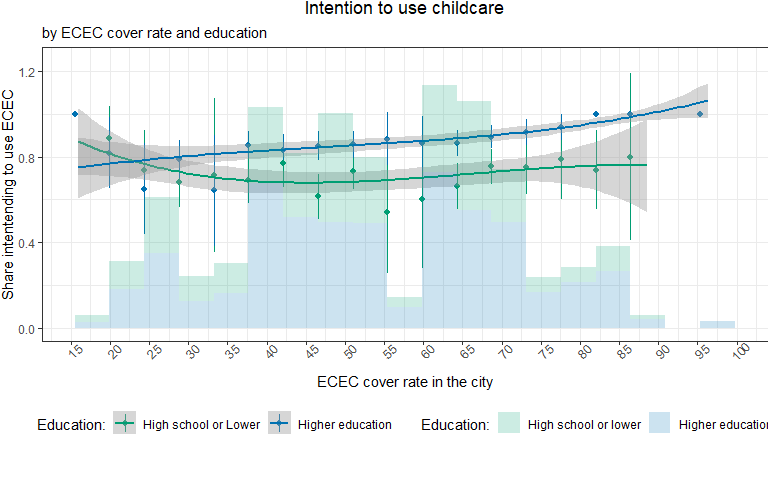 Intention to use childcare
by ECEC cover rate and education
Share intentending to use ECEC
1.2
0.8
0.4
0.0
15 20 25 30 35 40 45 50 55 60 65 70 75 80 85 90 95 100
ECEC cover rate in the city
Education: High school or Lower Higher education Education: High school or lower Higher education